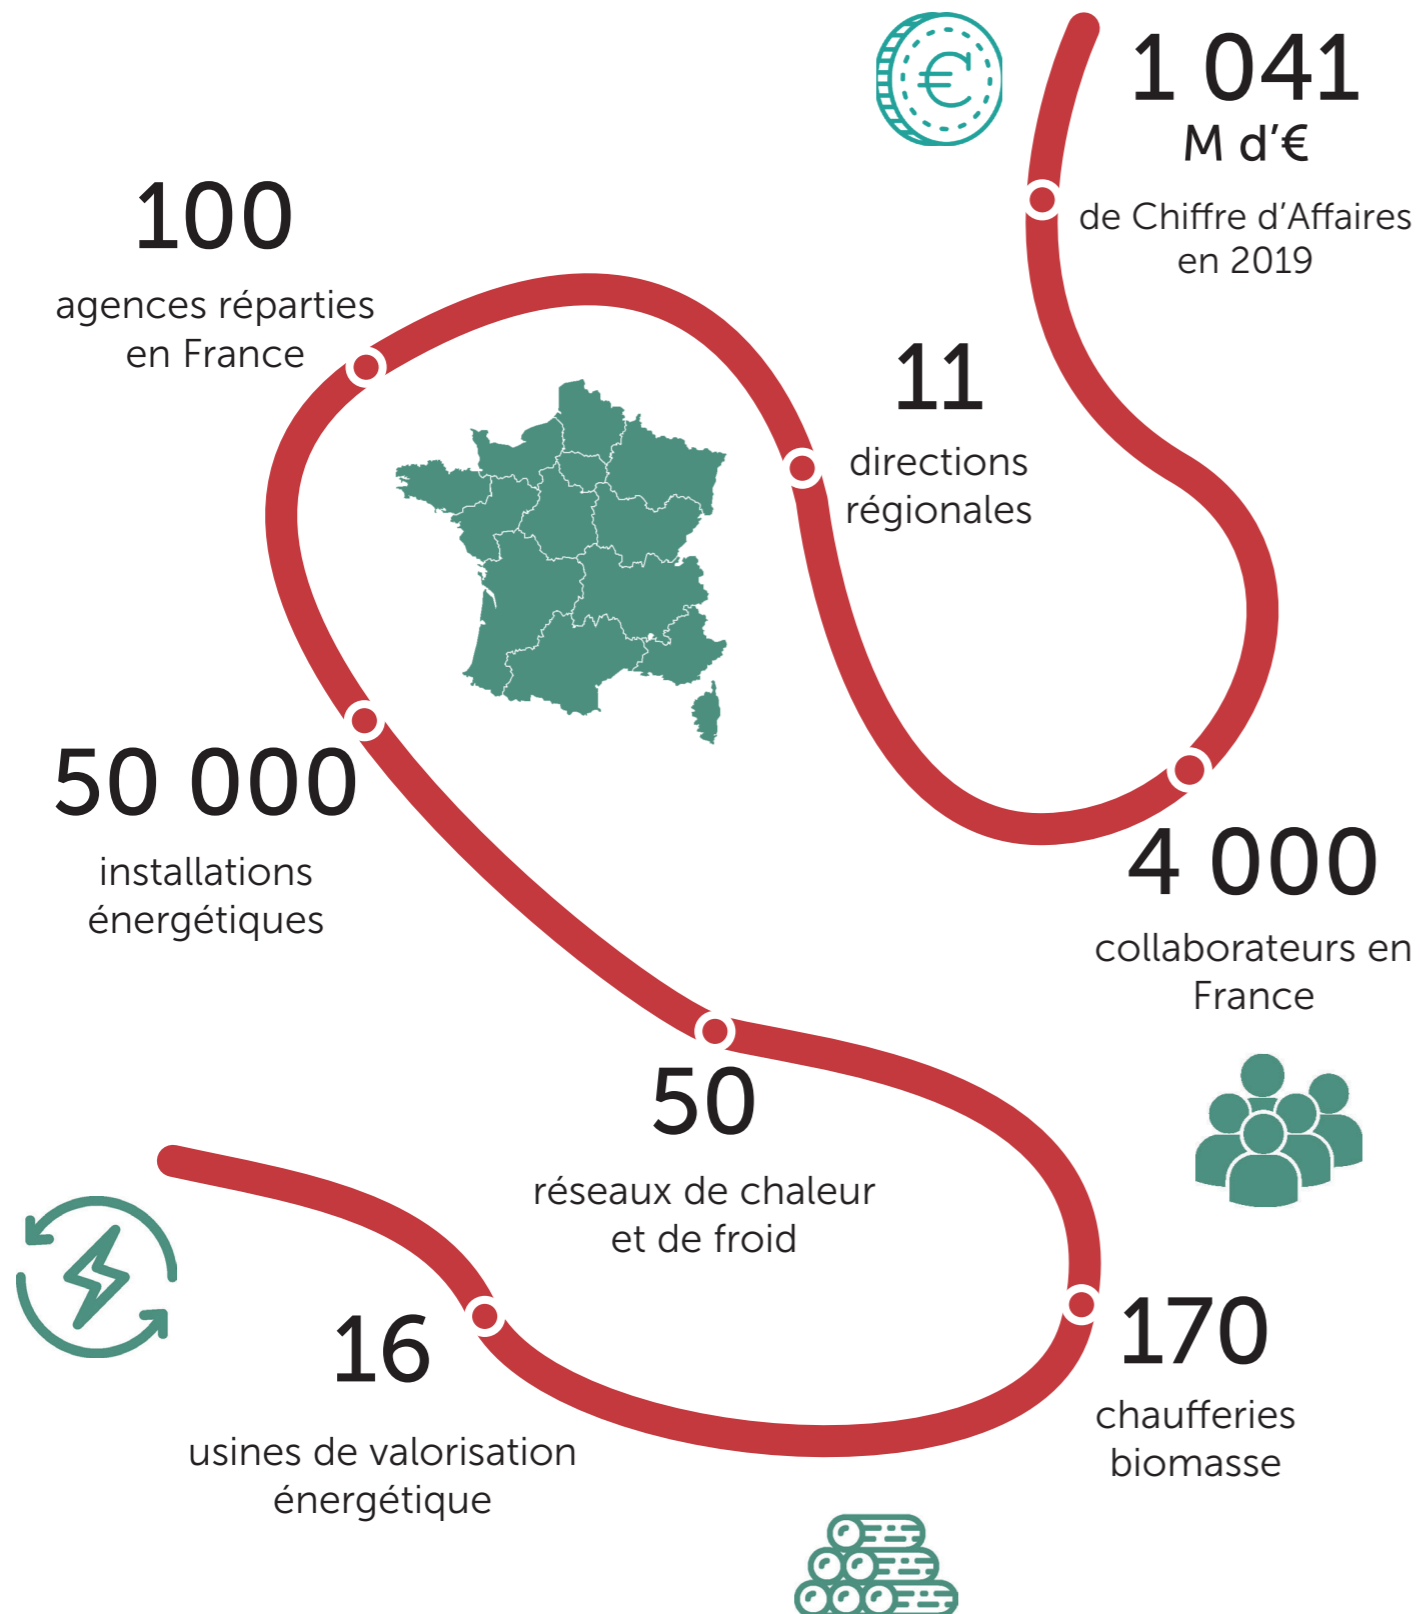 1 041
M d'€
de Chiffre d'Affaires
en 2019
100
agences réparties
en France
11
directions
régionales
50 000
installations
énergétiques
4 000
collaborateurs en
France
50
réseaux de chaleur
et de froid
16
usines de valorisation
énergétique
170
chaufferies
biomasse